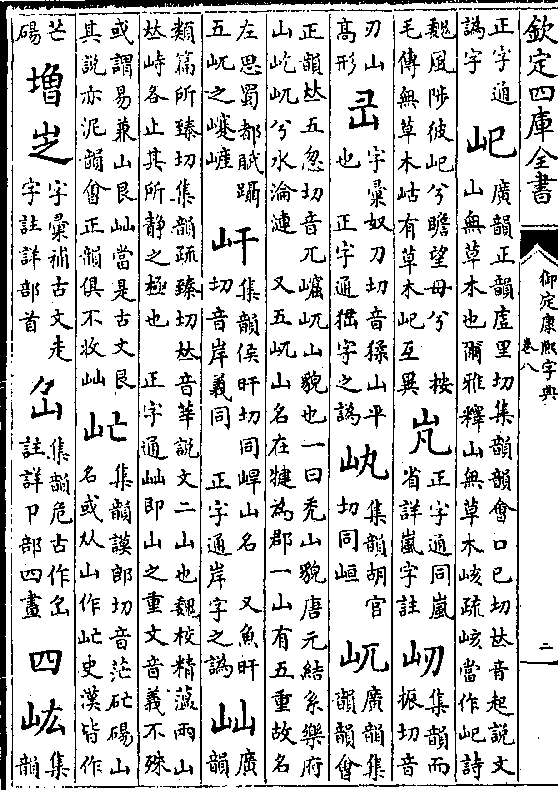 欽定四庫全書
御定康熙字典
卷八
二
正字通
譌字
屺
廣韻正韻虛里切集韻韻會口已切𠀤音起說文
山無草木也爾雅釋山無草木峐疏峐當作屺詩
魏風陟彼屺兮瞻望母兮 按
毛傳無草木岵有草木屺互異
正字通同嵐
省詳嵐字註
屻
集韻而
振切音
刃山
高形
字彙奴刀切音猱山平
也 正字通峱字之譌
集韻胡官
切同峘
屼
廣韻集
韻韻會
正韻𠀤五忽切音兀崛屼山貌也一曰禿山貌唐元結系樂府
山屹屼兮水淪漣 又五屼山名在犍為郡一山有五重故名
左思蜀都賦躡
五屼之
屽
集韻侯旰切同山名 又魚旰
切音岸義同 正字通岸字之譌
屾
廣
韻
類篇所臻切集韻疏臻切𠀤音莘說文二山也魏校精蘊兩山
𠀤峙各止其所靜之極也 正字通屾即山之重文音義不殊
或謂易兼山艮屾當是古文艮
其說亦泥韻會正韻俱不收屾
集韻謨郎切音茫碭山
名或从山作史漢皆作
芒
碭
增
㞢
字彙補古文走
字註詳部首
集韻危古作
註詳卩部四畫
四
集
韻